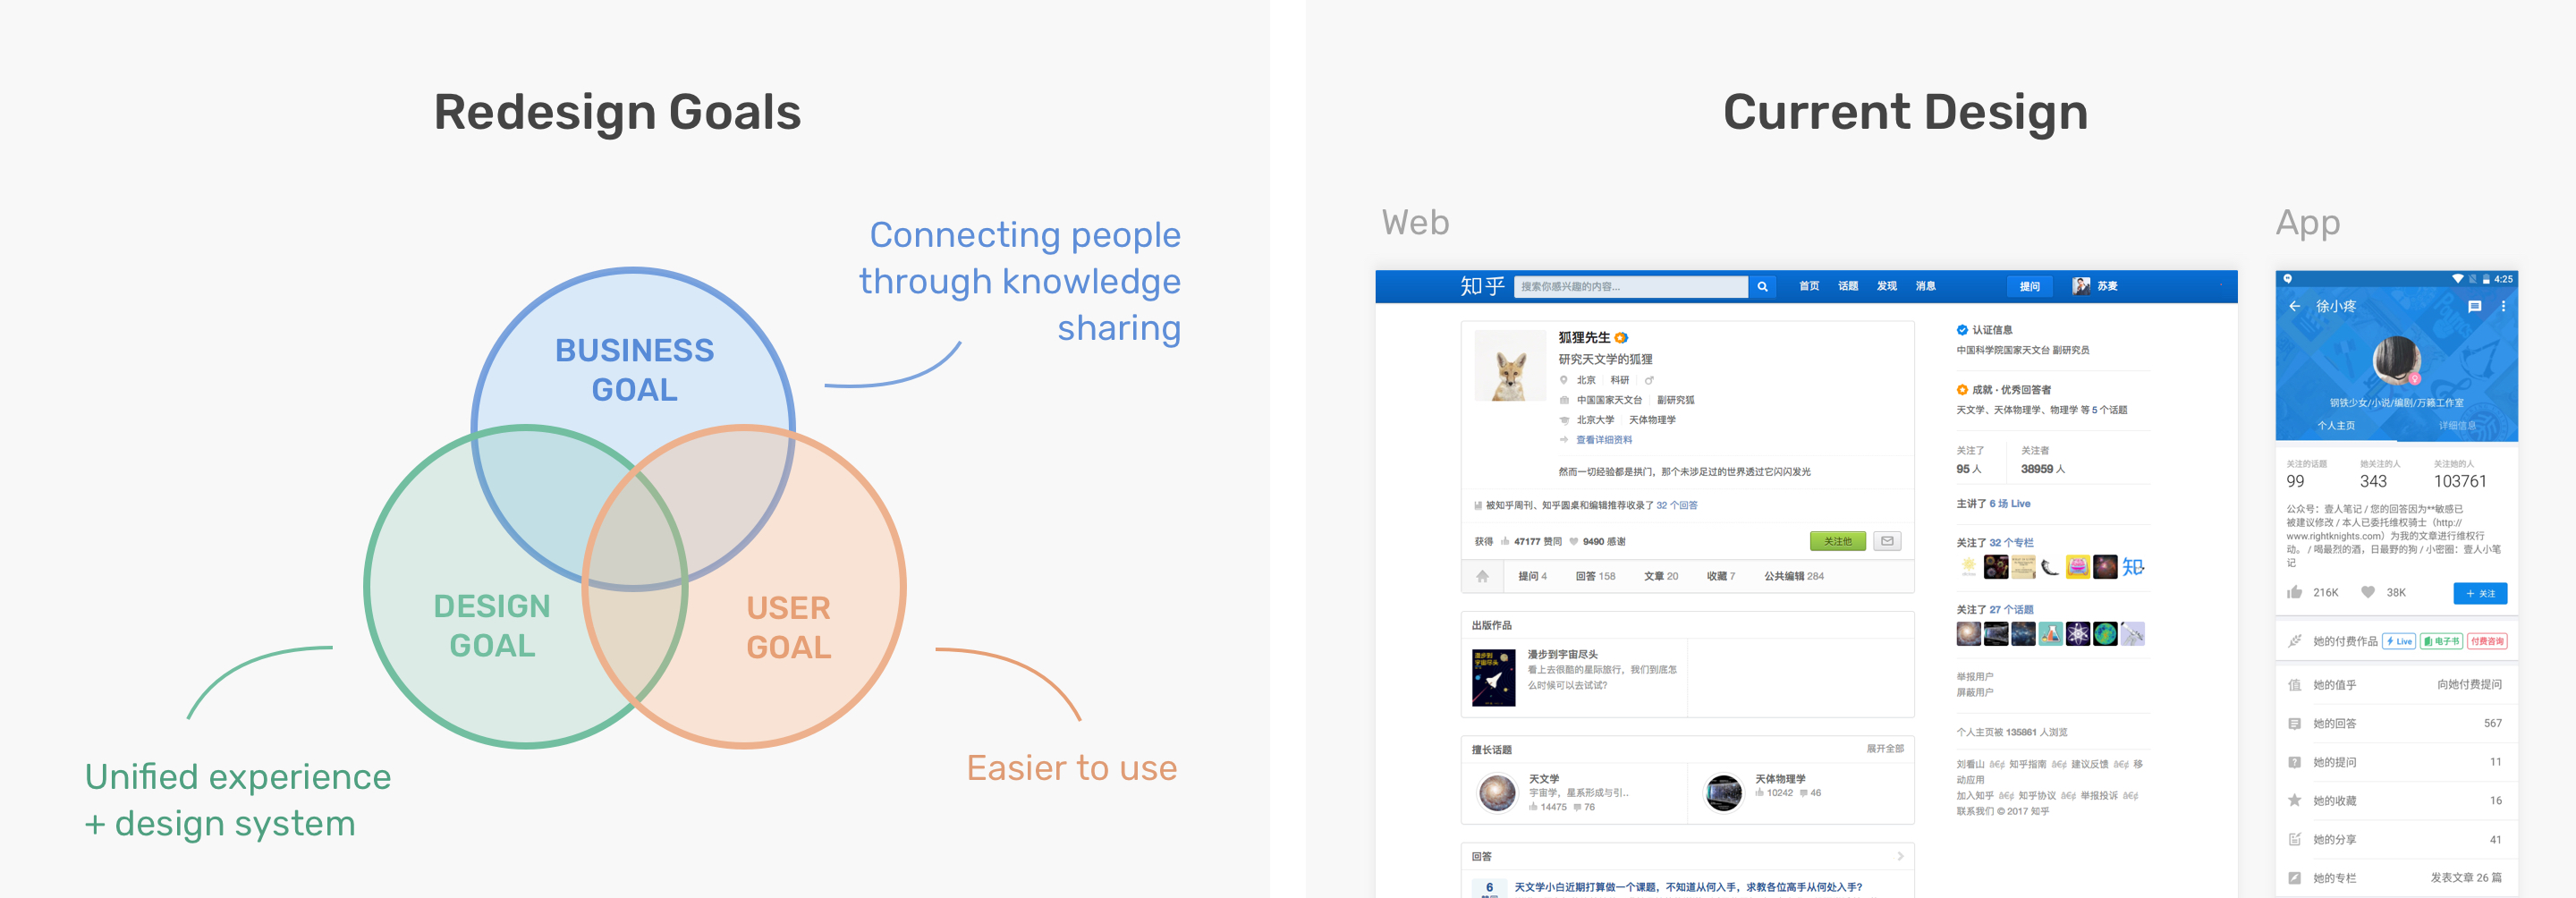 Redesign Goals
Connecting people
through knowledge
sharing
BUSINESS
GOAL
DESIGN
GOAL
USER
GOAL
Unified experience
+ design system
Easier to use
Current Design
Web
App
知乎 搜索你感兴趣的内容... 首页 话题 发现 消息 提问 苏麦
狐狸先生
研究天文学的狐狸
北京 科研
中国国家天文台 副研究狐
北京大学 天体物理学
查看详细资料
然而一切经验都是拱门，那个未涉足过的世界透过它闪闪发光
被知乎周刊、知乎圆桌和编辑推荐收录了 32 个回答
获得 47177 赞同 9490 感谢 关注他
提问 4 回答 158 文章 20 收藏 7 公共编辑 284
出版作品
漫步到
宇宙尽头
漫步到宇宙尽头
看上去很酷的星际旅行，我们到底怎
么时候可以去试试?
擅长话题 展开全部
天文学
宇宙学，星系形成与引..
14475 76
天体物理学
10242 46
回答
6 天文学小白近期打算做一个课题，不知道从何入手，求教各位高手从何处入手?
认证信息
中国科学院国家天文台 副研究员
成就 · 优秀回答者
天文学、天体物理学、物理学 等 5 个话题
关注了 关注者
95 人 38959 人
主讲了 6 场 Live
关注了 32 个专栏
知
关注了 27 个话题
举报用户
屏蔽用户
个人主页被 135861 人浏览
刘看山 â€¢ 知乎指南 â€¢ 建议反馈 â€¢ 移
动应用
加入知乎 â€¢ 知乎协议 â€¢ 举报投诉 â€¢
联系我们 © 2017 知乎
4:25
徐小疼
钢铁少女/小说/编剧/万籁工作室
个人主页 详细信息
关注的话题 她关注的人 关注她的人
99 343 103761
公众号：壹人笔记 / 您的回答因为**敏感已
被建议修改 / 本人已委托维权骑士（http://
www.rightknights.com）为我的文章进行维权行
动。 / 喝最烈的酒，日最野的狗 / 小密圈：壹人小笔
记
216K 38K + 关注
她的付费作品 Live 电子书 付费咨询
值 她的值乎 向她付费提问
她的回答 567
她的提问 11
她的收藏 16
她的分享 41
她的专栏 发表文章 26 篇